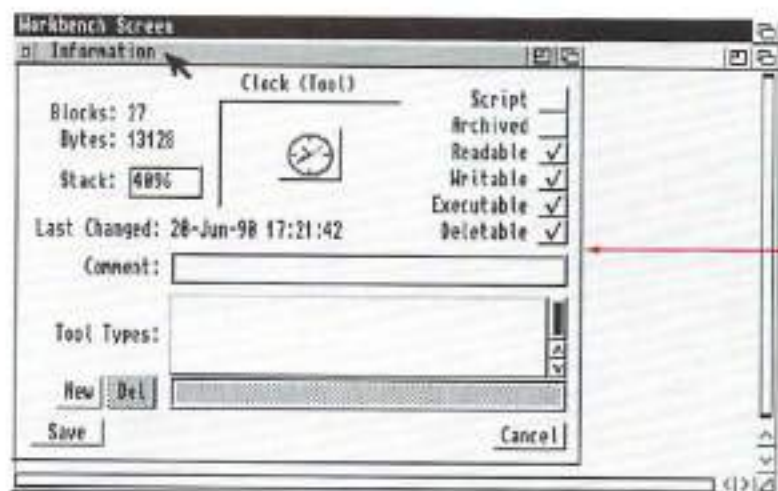 Workbench Screen
Information
Clock (Tool)
Blocks: 27
Bytes: 13128
Stack: 4096
Script
Archived
Readable
Writable
Executable
Deletable
Last Changed: 20-Jun-90 17:21:42
Comment:
Tool Types:
New Del
Save Cancel